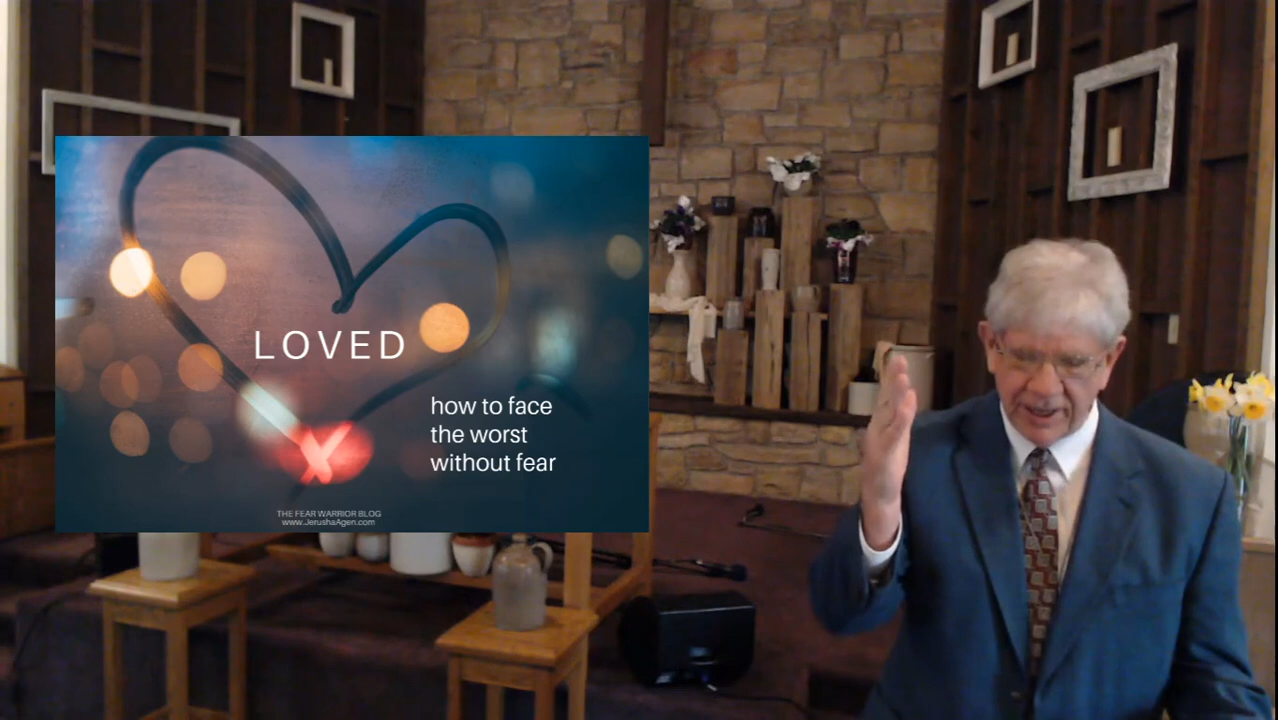 LOVED
how to face
the worst
without fear
THE FEAR WARRIOR BLOG
www.JerushaAgen.com